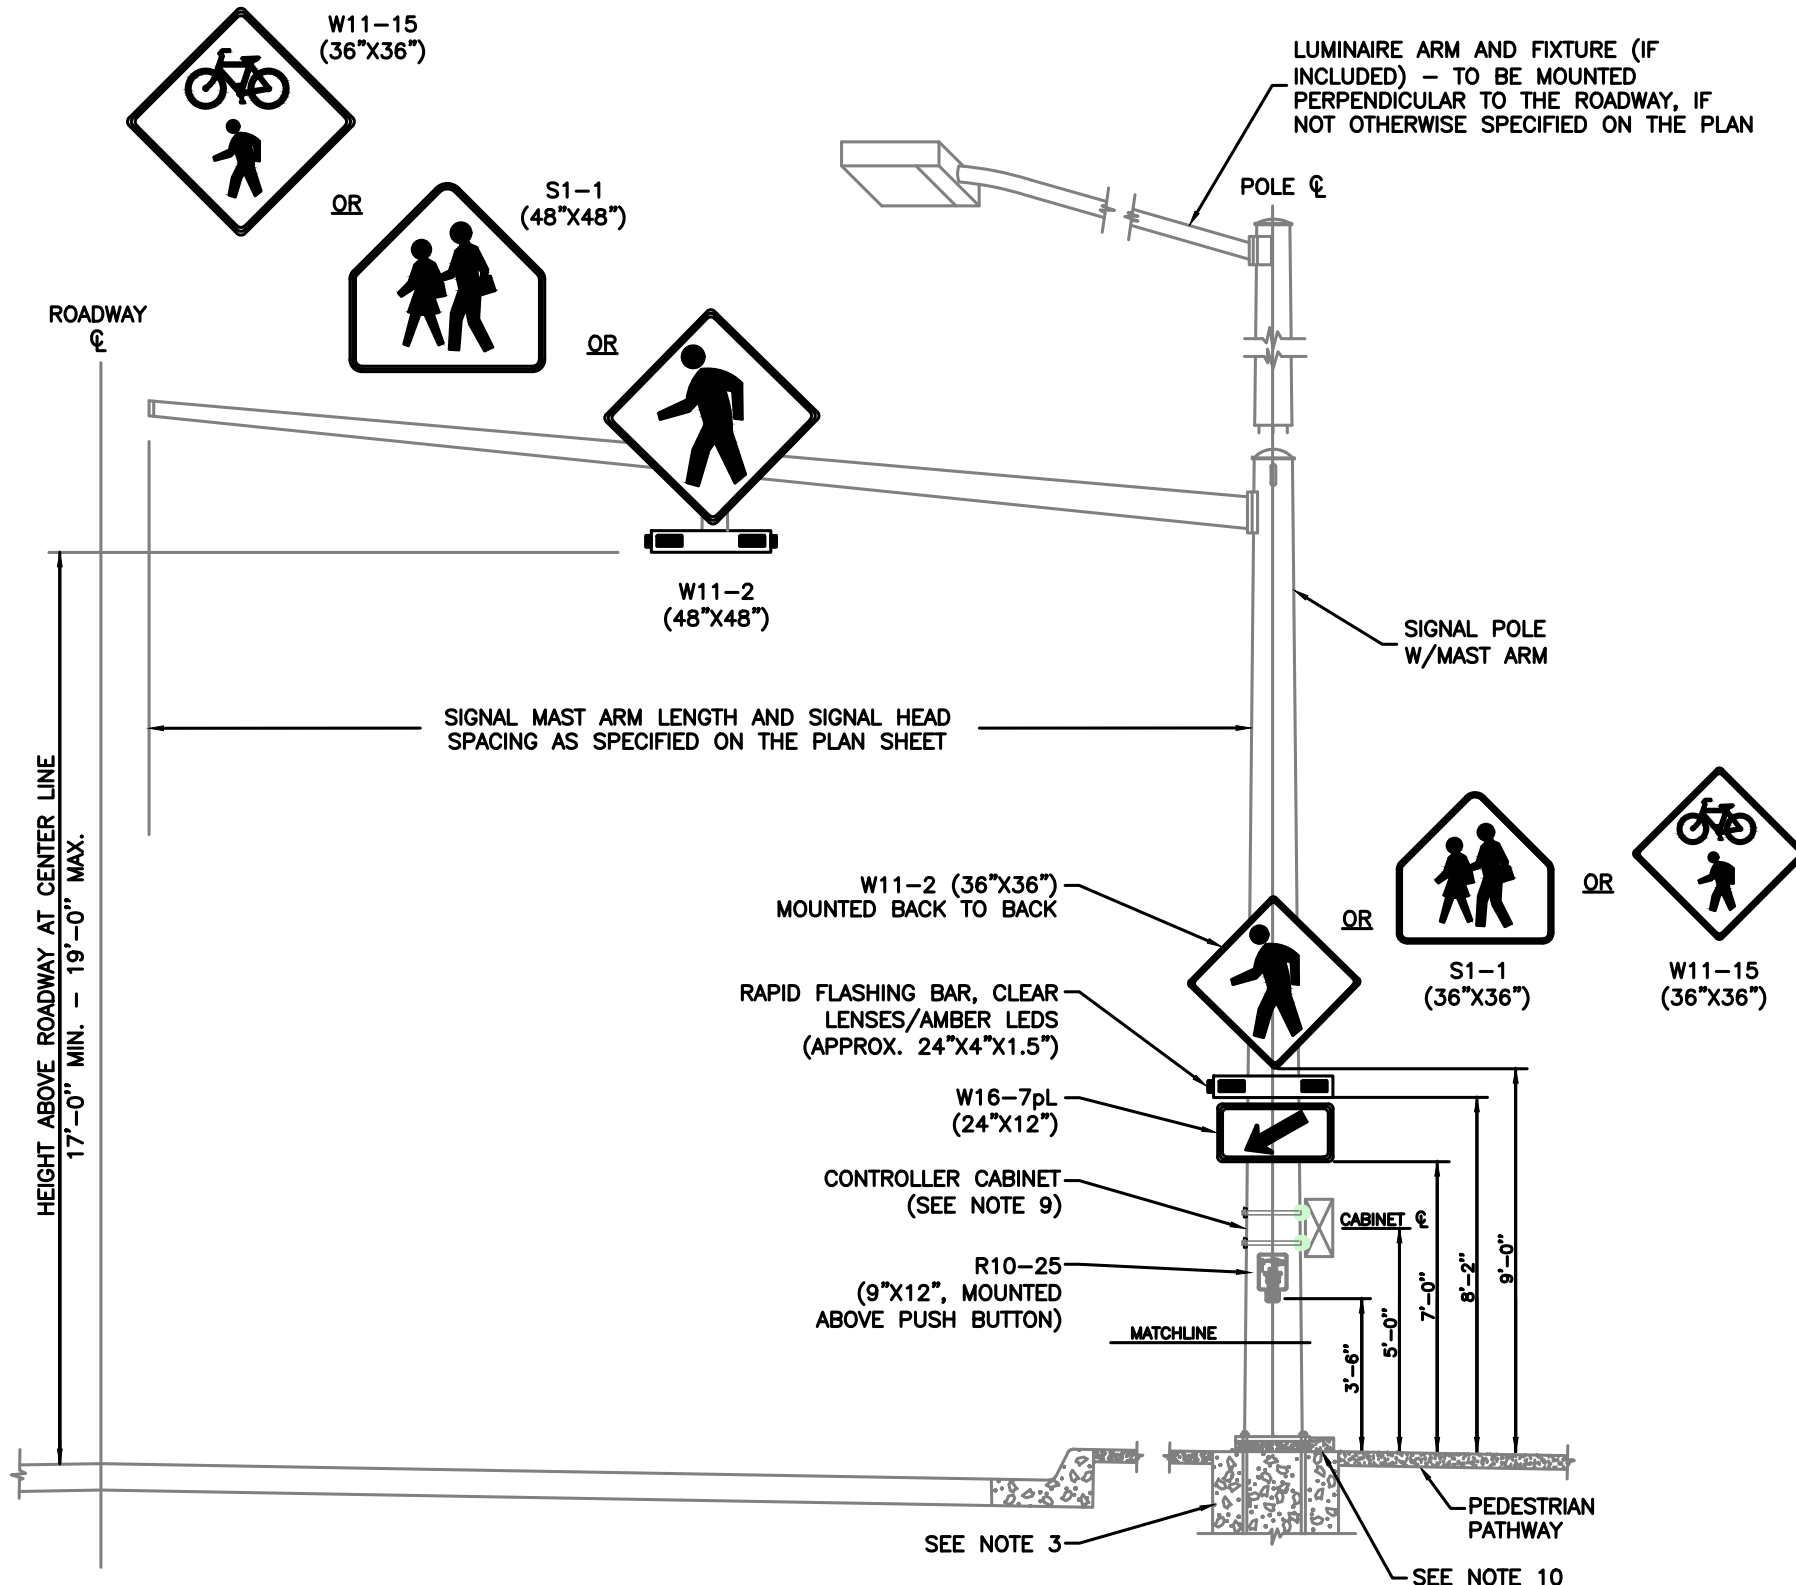 W11-15
(36"X36")
OR
S1-1
(48"X48")
OR
ROADWAY
℄
LUMINAIRE ARM AND FIXTURE (IF
INCLUDED) - TO BE MOUNTED
PERPENDICULAR TO THE ROADWAY, IF
NOT OTHERWISE SPECIFIED ON THE PLAN
POLE ℄
W11-2
(48"X48")
SIGNAL POLE
W/MAST ARM
SIGNAL MAST ARM LENGTH AND SIGNAL HEAD
SPACING AS SPECIFIED ON THE PLAN SHEET
HEIGHT ABOVE ROADWAY AT CENTER LINE
17'-0" MIN. - 19'-0" MAX.
W11-2 (36"X36")
MOUNTED BACK TO BACK
OR
S1-1
(36"X36")
OR
W11-15
(36"X36")
RAPID FLASHING BAR, CLEAR
LENSES/AMBER LEDS
(APPROX. 24"X4"X1.5")
W16-7pL
(24"X12")
CONTROLLER CABINET
(SEE NOTE 9)
CABINET ℄
R10-25
(9"X12", MOUNTED
ABOVE PUSH BUTTON)
MATCHLINE
3'-6"
5'-0"
7'-0"
8'-2"
9'-0"
PEDESTRIAN
PATHWAY
SEE NOTE 3
SEE NOTE 10